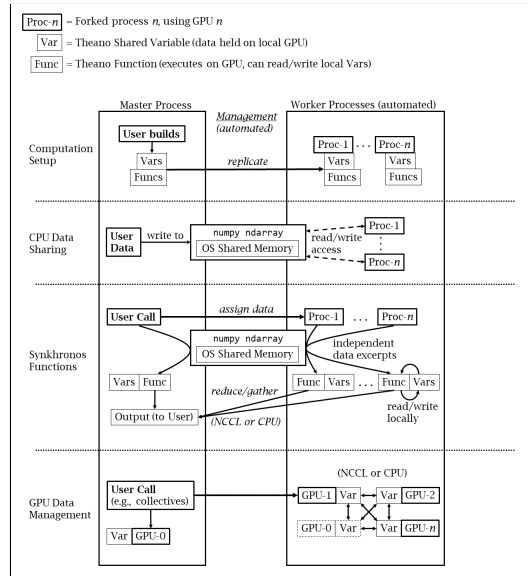 Proc-n = Forked process n, using GPU n
Var = Theano Shared Variable (data held on local GPU)
Func = Theano Function (executes on GPU, can read/write local Vars)
Master Process
Management
(automated)
Worker Processes (automated)
Computation
Setup
User builds
Vars
Funcs
replicate
Proc-1 . . . Proc-n
Vars Vars
Funcs Funcs
CPU Data
Sharing
User
Data
write to
numpy ndarray
OS Shared Memory
read/write
access
Proc-1
Proc-n
Synkhronos
Functions
User Call
assign data
Proc-1 . . . Proc-n
numpy ndarray
OS Shared Memory
independent
data excerpts
Vars Func
Func Vars . . . Func Vars
reduce/gather
Output (to User)
(NCCL or CPU)
read/write
locally
GPU Data
Management
User Call
(e.g., collectives)
Var GPU-0
(NCCL or CPU)
GPU-1 Var Var GPU-2
GPU-0 Var Var GPU-n